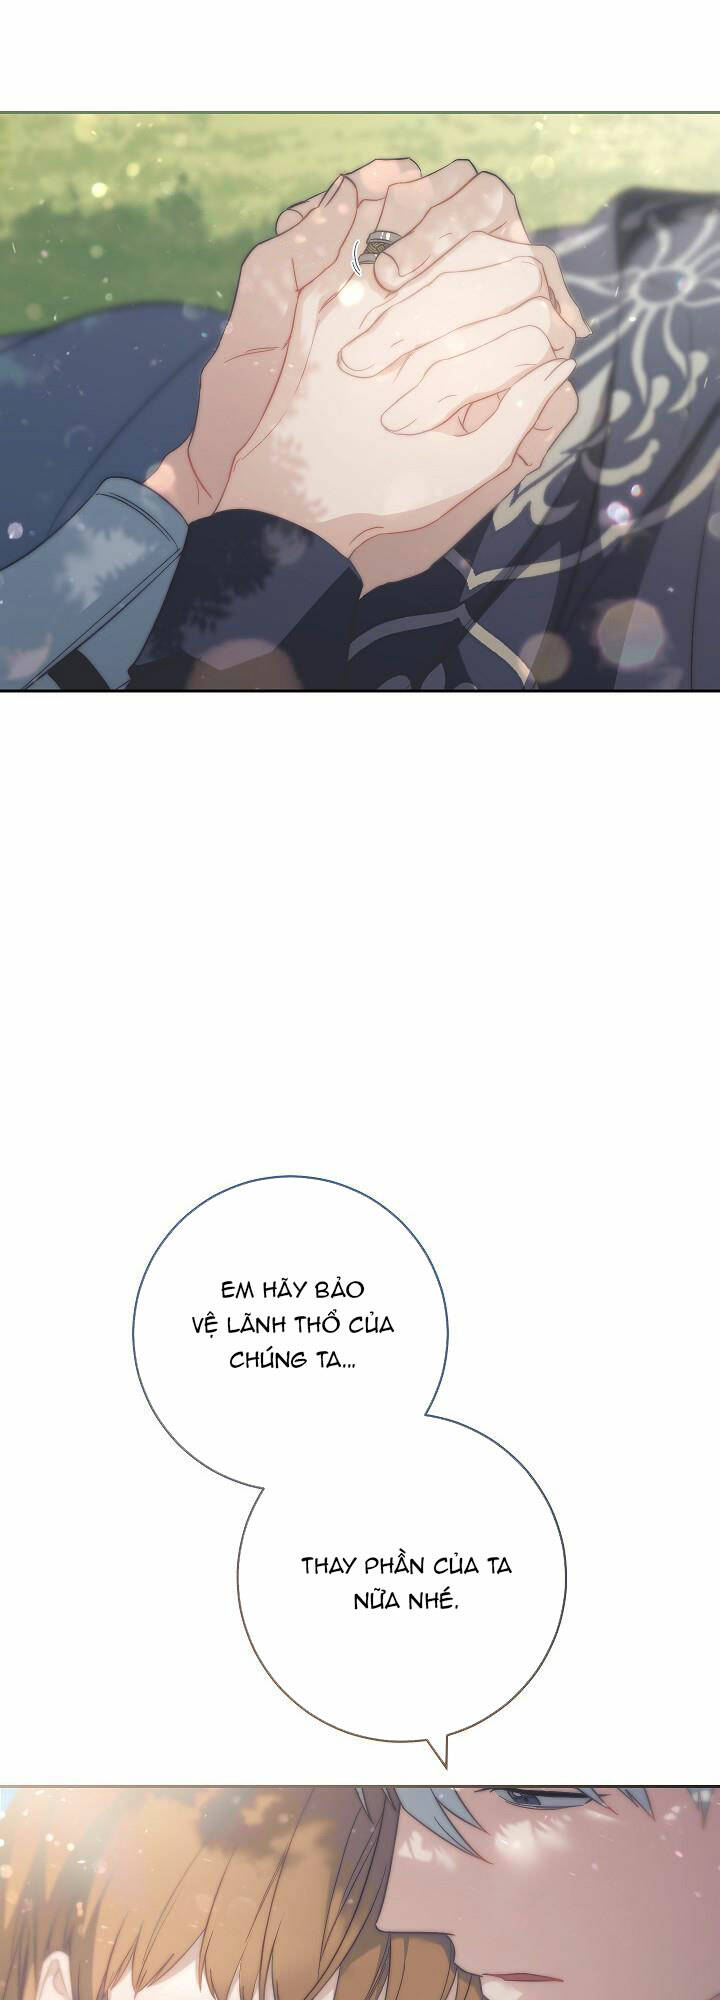 EM HÃY BẢO
VỆ LÃNH THỔ CỦA
CHÚNG TA...
THAY PHẦN CỦA TA
NỮA NHÉ.